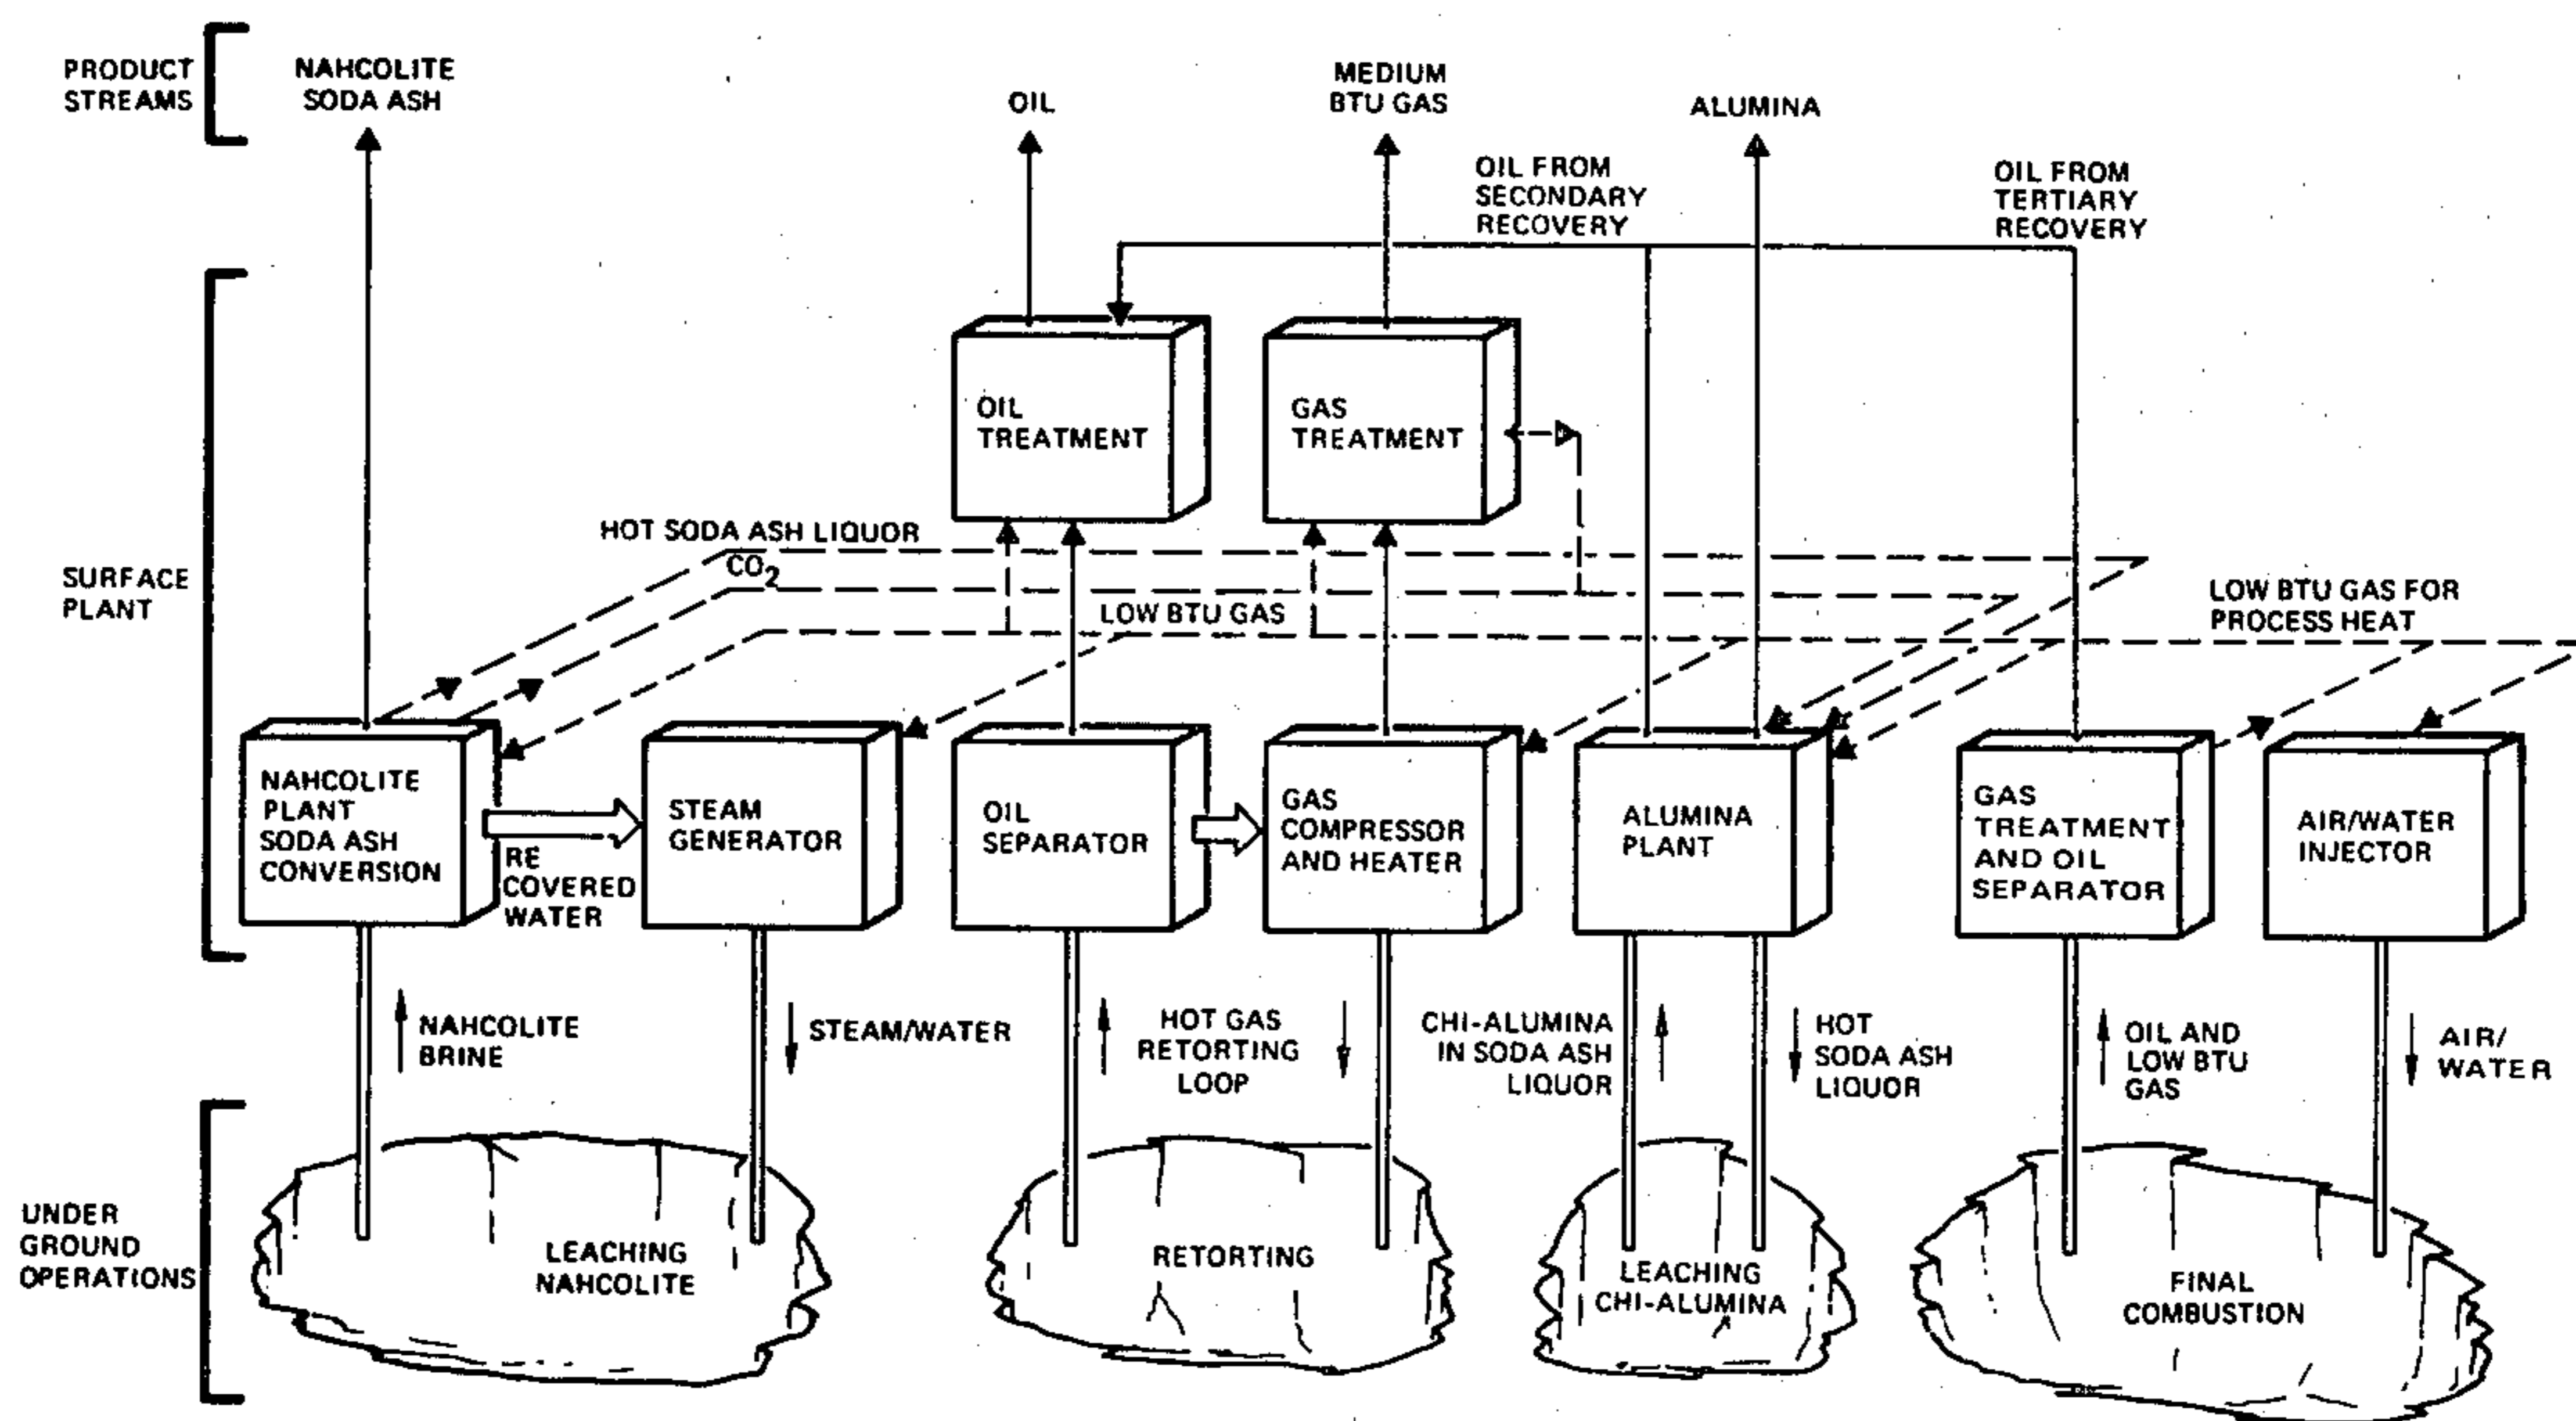 PRODUCT
STREAMS
NAHCOLITE
SODA ASH
OIL
MEDIUM
BTU GAS
ALUMINA
OIL FROM
SECONDARY
RECOVERY
OIL FROM
TERTIARY
RECOVERY
SURFACE
PLANT
OIL
TREATMENT
GAS
TREATMENT
HOT SODA ASH LIQUOR
CO2
LOW BTU GAS
LOW BTU GAS FOR
PROCESS HEAT
NAHCOLITE
PLANT
SODA ASH
CONVERSION
RE
COVERED
WATER
STEAM
GENERATOR
OIL
SEPARATOR
GAS
COMPRESSOR
AND HEATER
ALUMINA
PLANT
GAS
TREATMENT
AND OIL
SEPARATOR
AIR/WATER
INJECTOR
NAHCOLITE
BRINE
STEAM/WATER
HOT GAS
RETORTING
LOOP
CHI-ALUMINA
IN SODA ASH
LIQUOR
HOT
SODA ASH
LIQUOR
OIL AND
LOW BTU
GAS
AIR/
WATER
UNDER
GROUND
OPERATIONS
LEACHING
NAHCOLITE
RETORTING
LEACHING
CHI-ALUMINA
FINAL
COMBUSTION